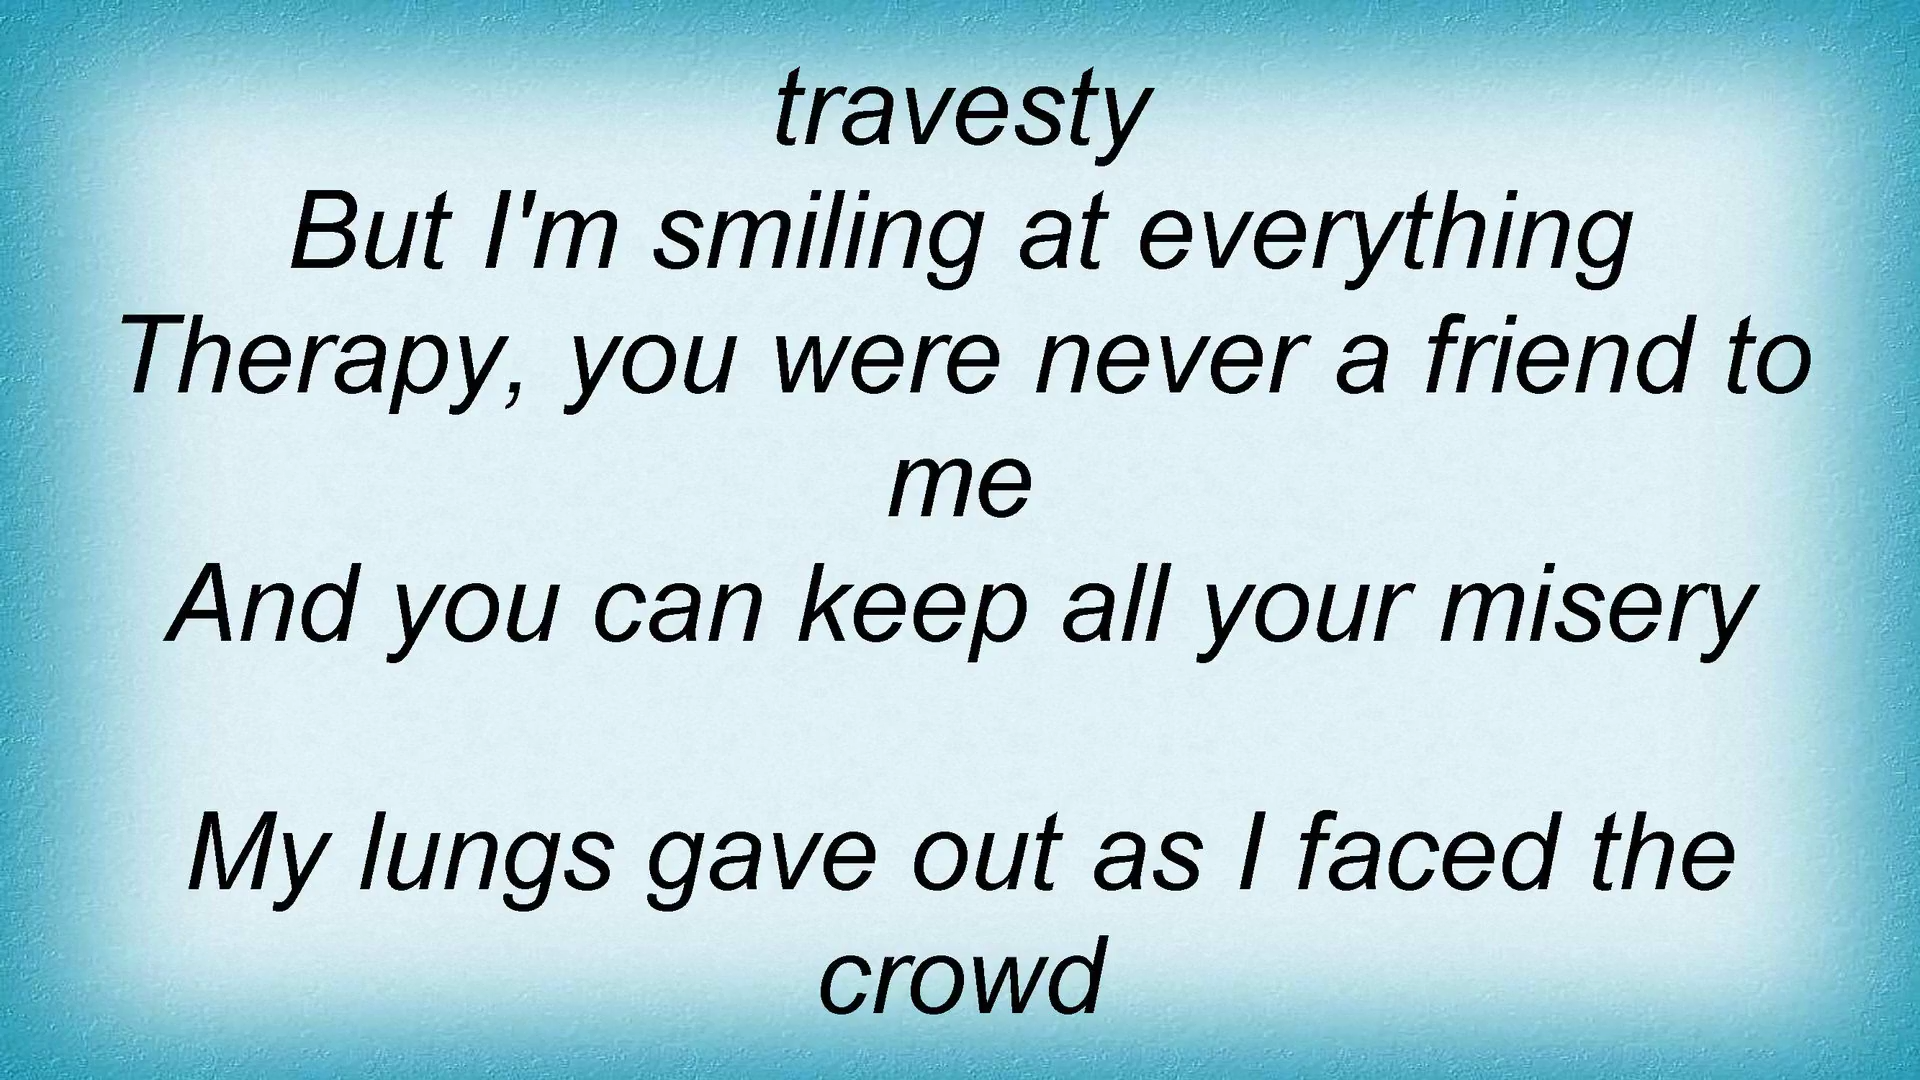 travesty
But I'm smiling at everything
Therapy, you were never a friend to
me
And you can keep all your misery
My lungs gave out as I faced the
crowd